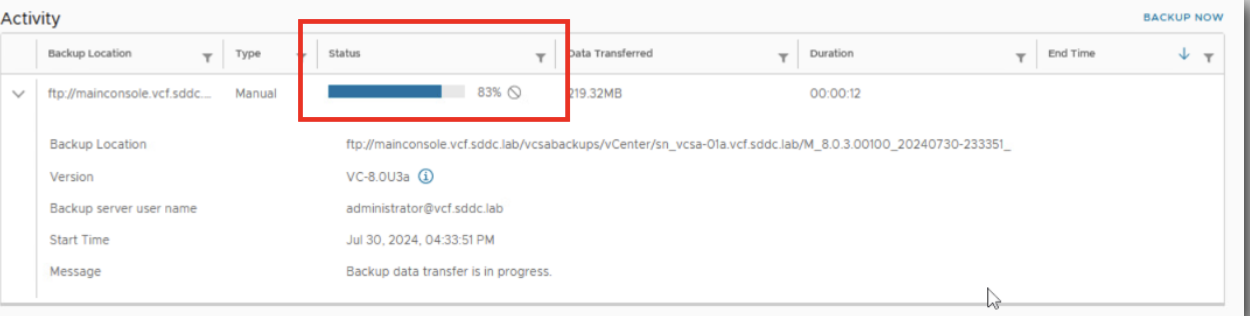 Activity
BACKUP NOW
Backup Location Type Status Data Transferred Duration End Time
ftp://mainconsole.vcf.sddc... Manual 83% 219.32MB 00:00:12
Backup Location ftp://mainconsole.vcf.sddc.lab/vcsabackups/vCenter/sn_vcsa-01a.vcf.sddc.lab/M_8.0.3.00100_20240730-233351_
Version VC-8.0U3a
Backup server user name administrator@vcf.sddc.lab
Start Time Jul 30, 2024, 04:33:51 PM
Message Backup data transfer is in progress.